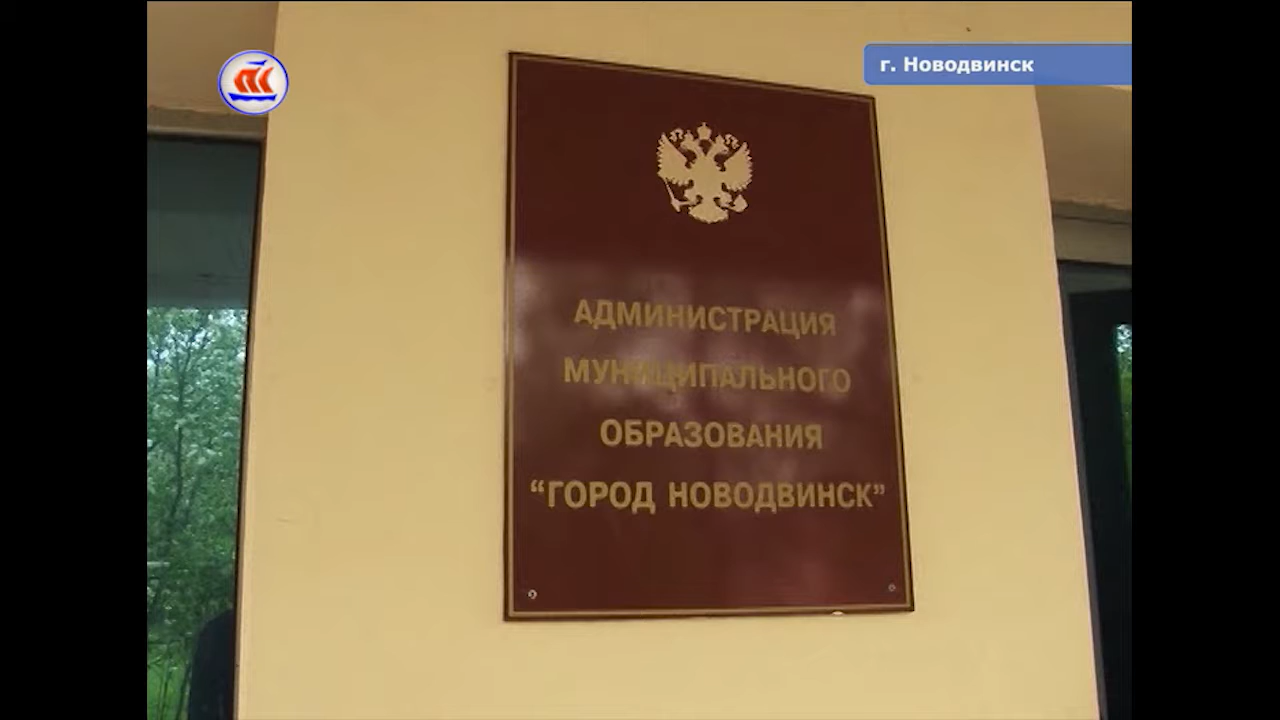 г. Новодвинск
АДМИНИСТРАЦИЯ
МУНИЦИПАЛЬНОГО
ОБРАЗОВАНИЯ
“ГОРОД НОВОДВИНСК”